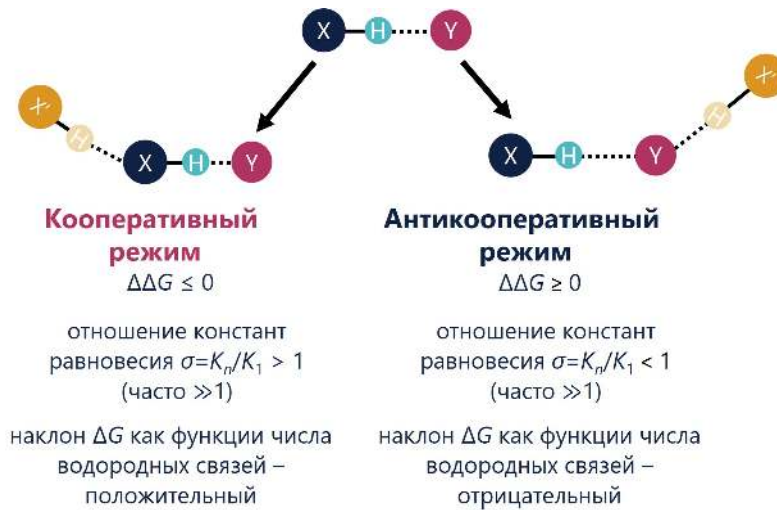 X H Y
X' H X H Y
X H Y H X'
Кооперативный
режим
ΔΔG ≤ 0
отношение констант
равновесия σ=Kₙ/K₁ > 1
(часто ≫1)
наклон ΔG как функции числа
водородных связей –
положительный
Антикооперативный
режим
ΔΔG ≥ 0
отношение констант
равновесия σ=Kₙ/K₁ < 1
(часто ≫1)
наклон ΔG как функции числа
водородных связей –
отрицательный